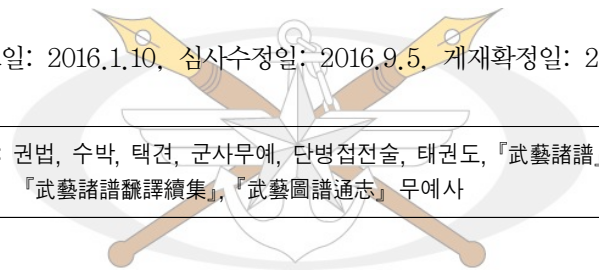 일: 2016.1.10, 심사수정일: 2016.9.5, 게재확정일: 2
: 권법, 수박, 택견, 군사무예, 단병접전술, 태권도,『武藝諸譜』
『武藝諸譜飜譯續集』,『武藝圖譜通志』 무예사